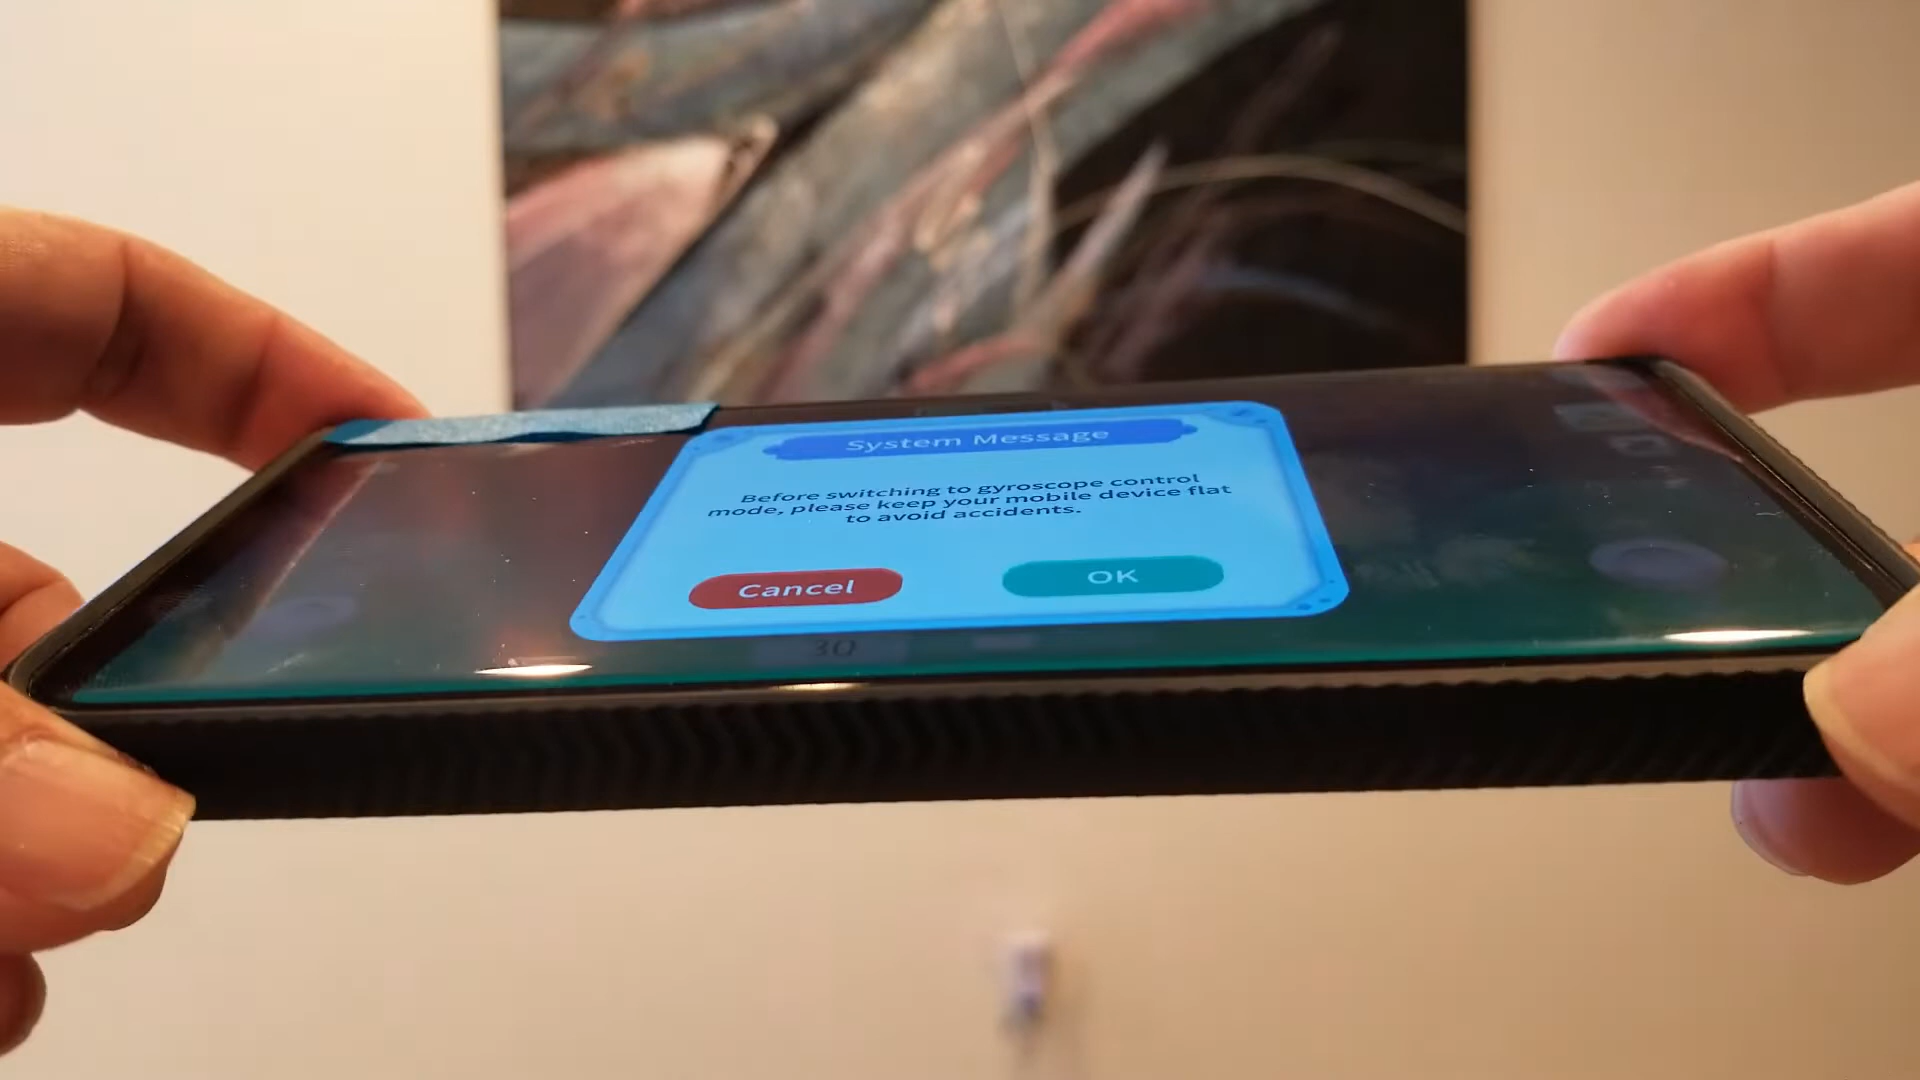 System Message
Before switching to gyroscope control
mode, please keep your mobile device flat
to avoid accidents.
Cancel
OK
30